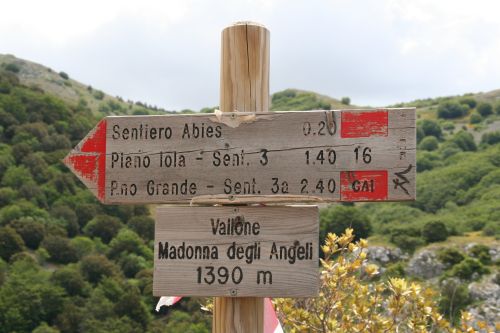 Sentiero Abies 0.20
Piano Iola - Sent. 3 1.40 16
P.no Grande - Sent. 3a 2.40 CAI
Vallone
Madonna degli Angeli
1390 m